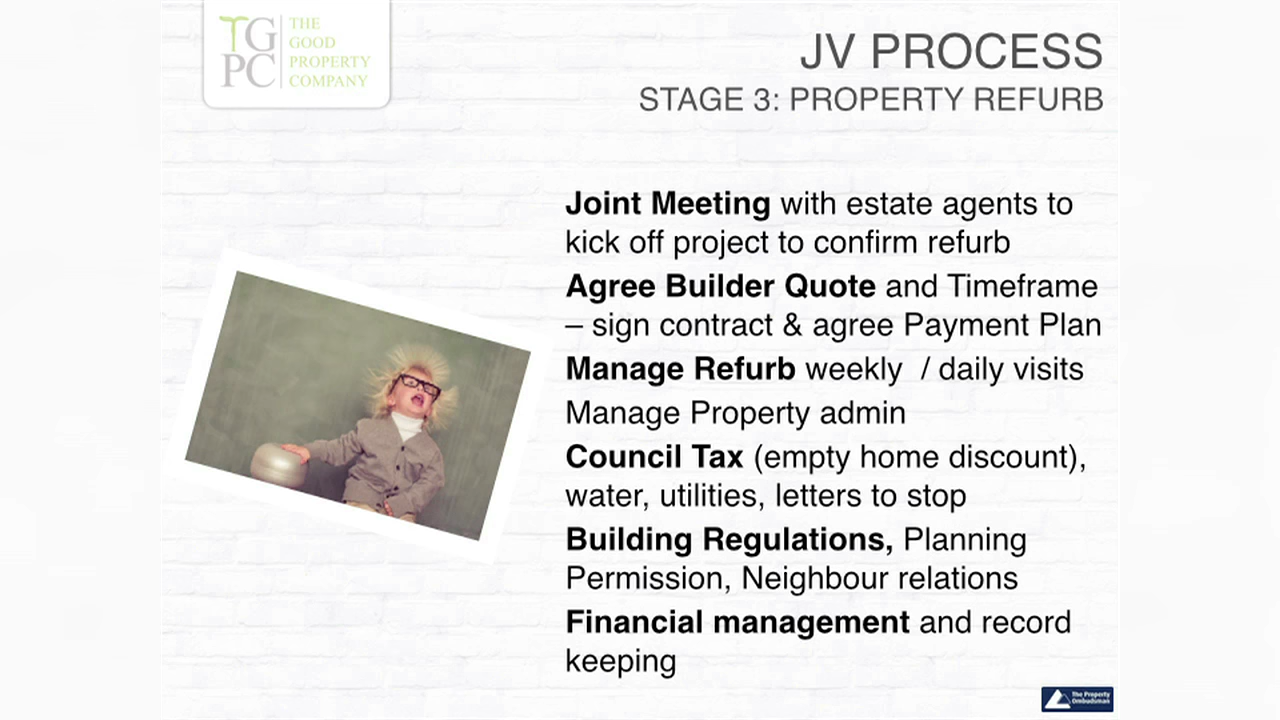 TGPC
THE
GOOD
PROPERTY
COMPANY
JV PROCESS
STAGE 3: PROPERTY REFURB
Joint Meeting with estate agents to
kick off project to confirm refurb
Agree Builder Quote and Timeframe
– sign contract & agree Payment Plan
Manage Refurb weekly  / daily visits
Manage Property admin
Council Tax (empty home discount),
water, utilities, letters to stop
Building Regulations, Planning
Permission, Neighbour relations
Financial management and record
keeping
The Property
Ombudsman